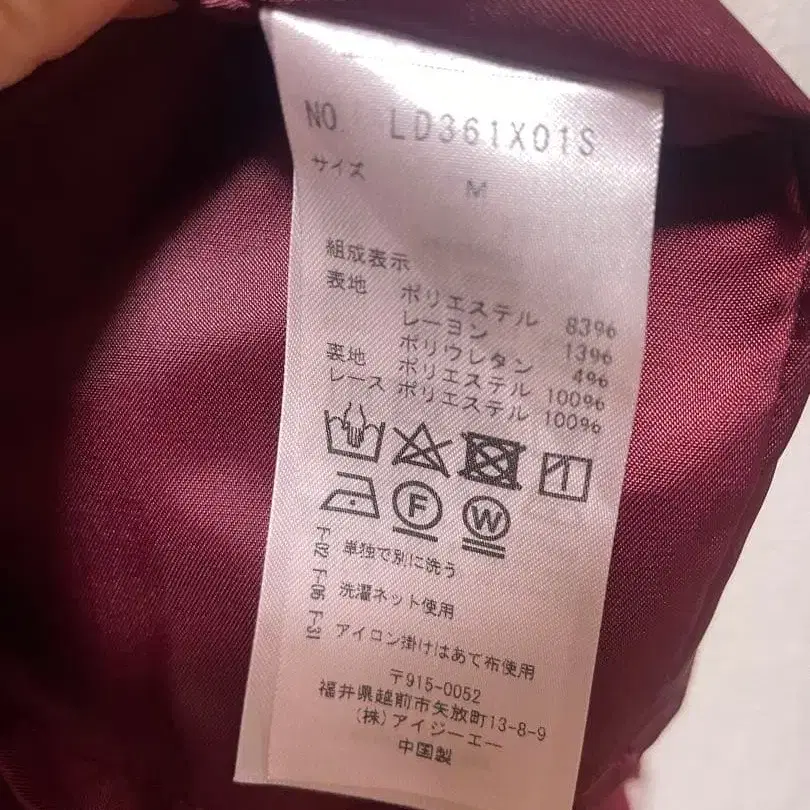 NO LD361X01S
サイズ M
組成表示
表地 ポリエステル 83%
レーヨン 13%
ポリウレタン 4%
表地 ポリエステル 100%
レース ポリエステル 100%
F W
F-02 単独で別に洗う
F-06 洗濯ネット使用
F-31 アイロン掛けはあて布使用
〒915-0052
福井県越前市矢放町13-8-9
(株)アイジーエー
中国製